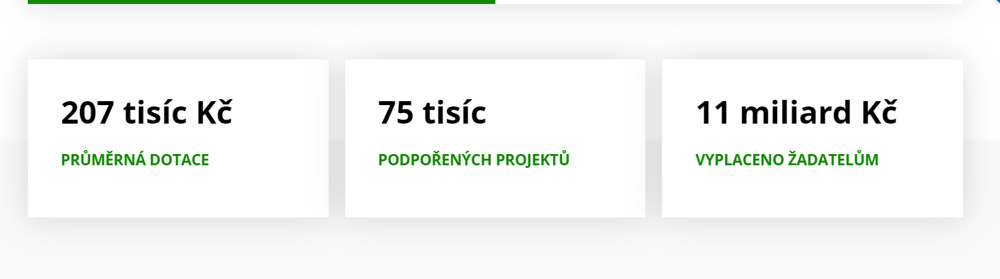 207 tisíc Kč
PRŮMĚRNÁ DOTACE
75 tisíc
PODPOŘENÝCH PROJEKTŮ
11 miliard Kč
VYPLACENO ŽADATELŮM